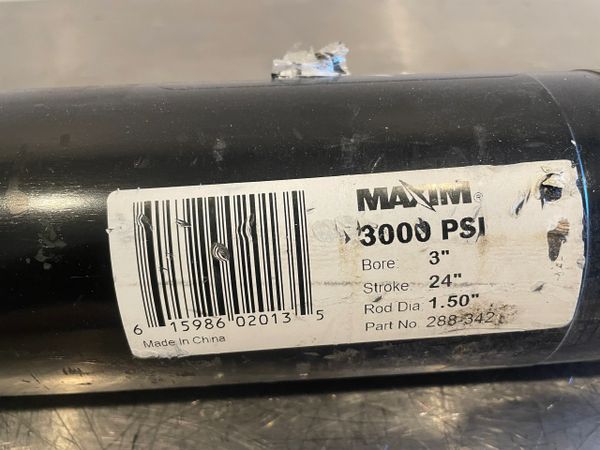 MAXIM®
3000 PSI
Bore 3"
Stroke 24"
Rod Dia 1.50"
Part No. 288-342
6 15986 02013 5
Made In China